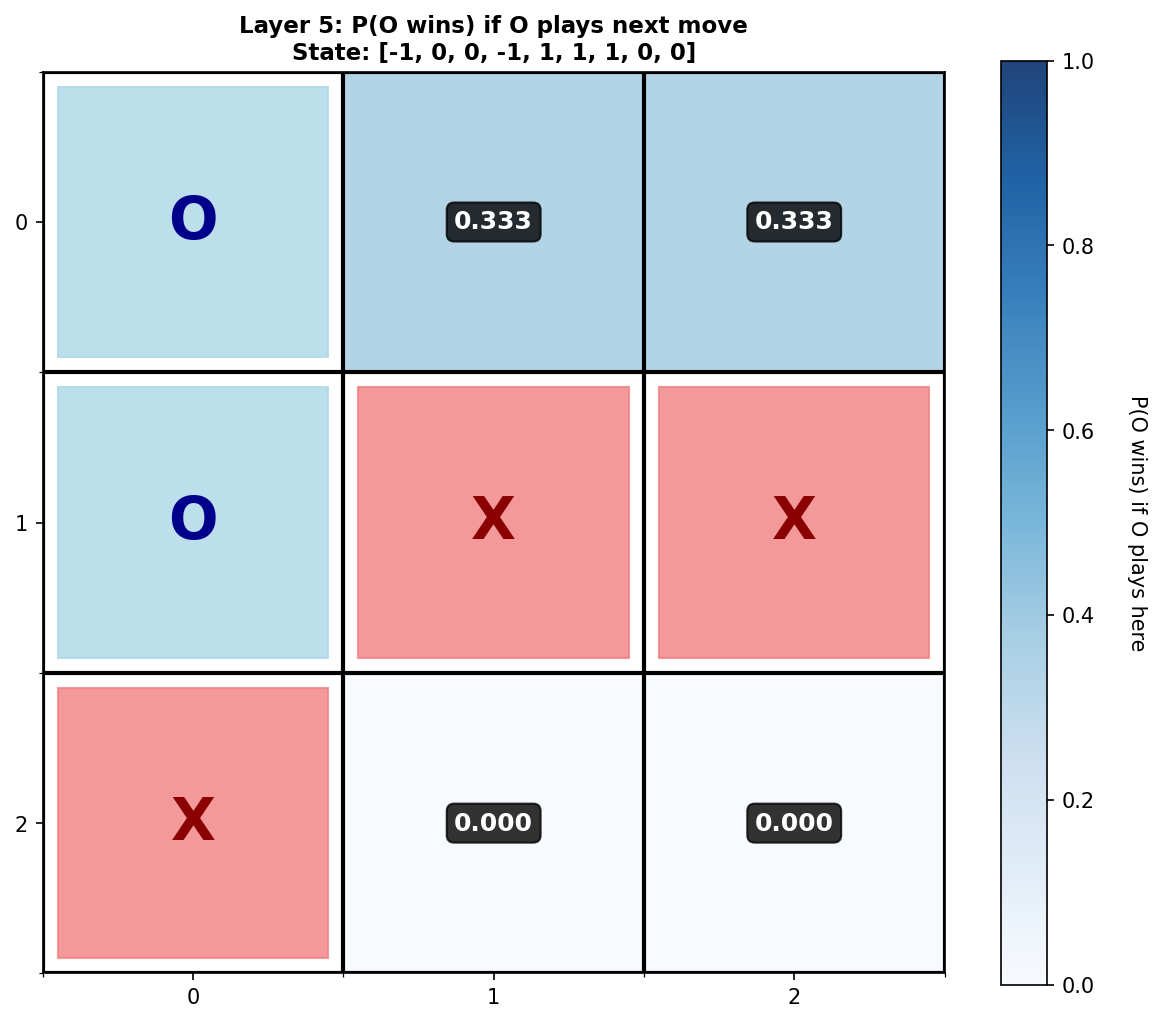 Layer 5: P(O wins) if O plays next move
State: [-1, 0, 0, -1, 1, 1, 1, 0, 0]
0
O
0.333
0.333
1
O
X
X
2
X
0.000
0.000
0
1
2
1.0
0.8
0.6
0.4
0.2
0.0
P(O wins) if O plays here